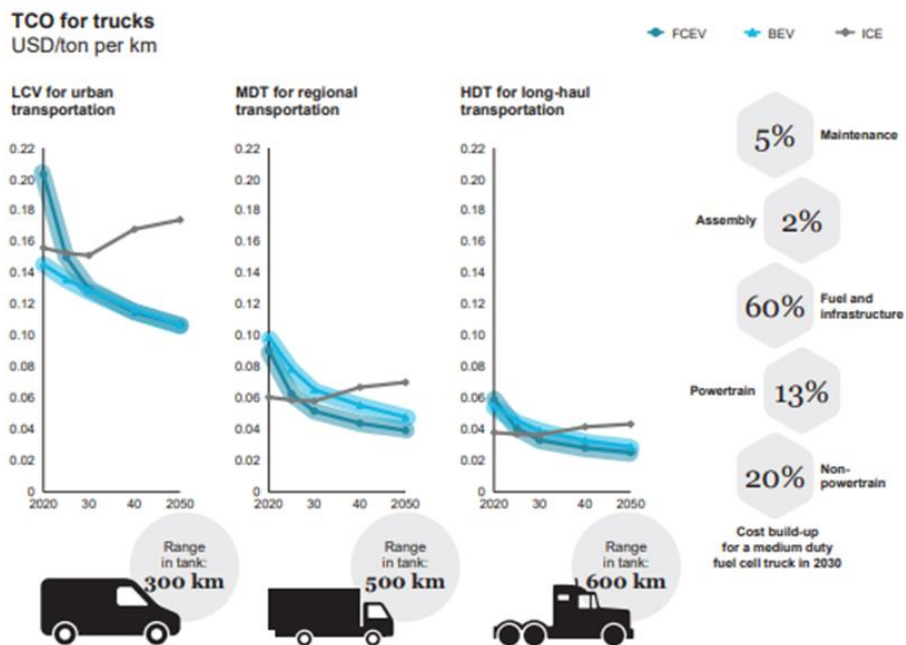 TCO for trucks
USD/ton per km
FCEV
BEV
ICE
LCV for urban
transportation
0.22
0.20
0.18
0.16
0.14
0.12
0.10
0.08
0.06
0.04
0.02
0
2020 30 40 2050
MDT for regional
transportation
0.22
0.20
0.18
0.16
0.14
0.12
0.10
0.08
0.06
0.04
0.02
0
2020 30 40 2050
HDT for long-haul
transportation
0.22
0.20
0.18
0.16
0.14
0.12
0.10
0.08
0.06
0.04
0.02
0
2020 30 40 2050
5% Maintenance
Assembly 2%
60% Fuel and
infrastructure
Powertrain 13%
20% Non-
powertrain
Cost build-up
for a medium duty
fuel cell truck in 2030
Range
in tank:
300 km
Range
in tank:
500 km
Range
in tank:
600 km